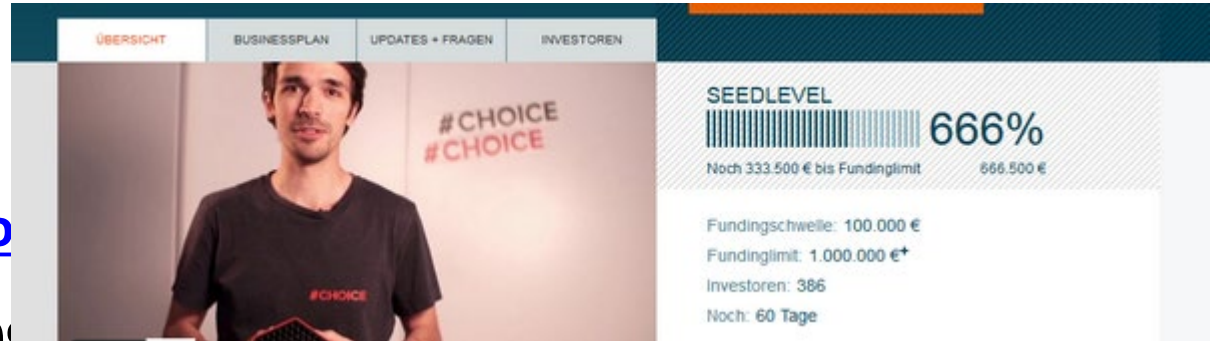 ÜBERSICHT
BUSINESSPLAN
UPDATES + FRAGEN
INVESTOREN
#CHOICE
#CHOICE
#CHOICE
SEEDLEVEL
666%
Noch 333.500 € bis Fundinglimit 666.500 €
Fundingschwelle: 100.000 €
Fundinglimit: 1.000.000 €+
Investoren: 386
Noch: 60 Tage